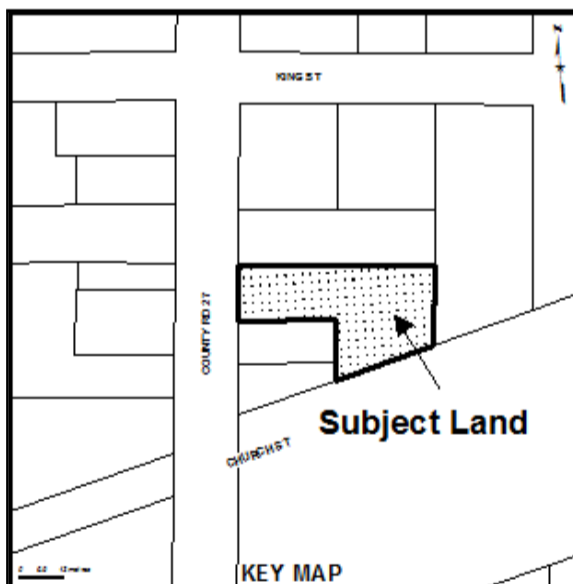 KING ST
COUNTY RD 27
Subject Land
CHURCH ST
KEY MAP